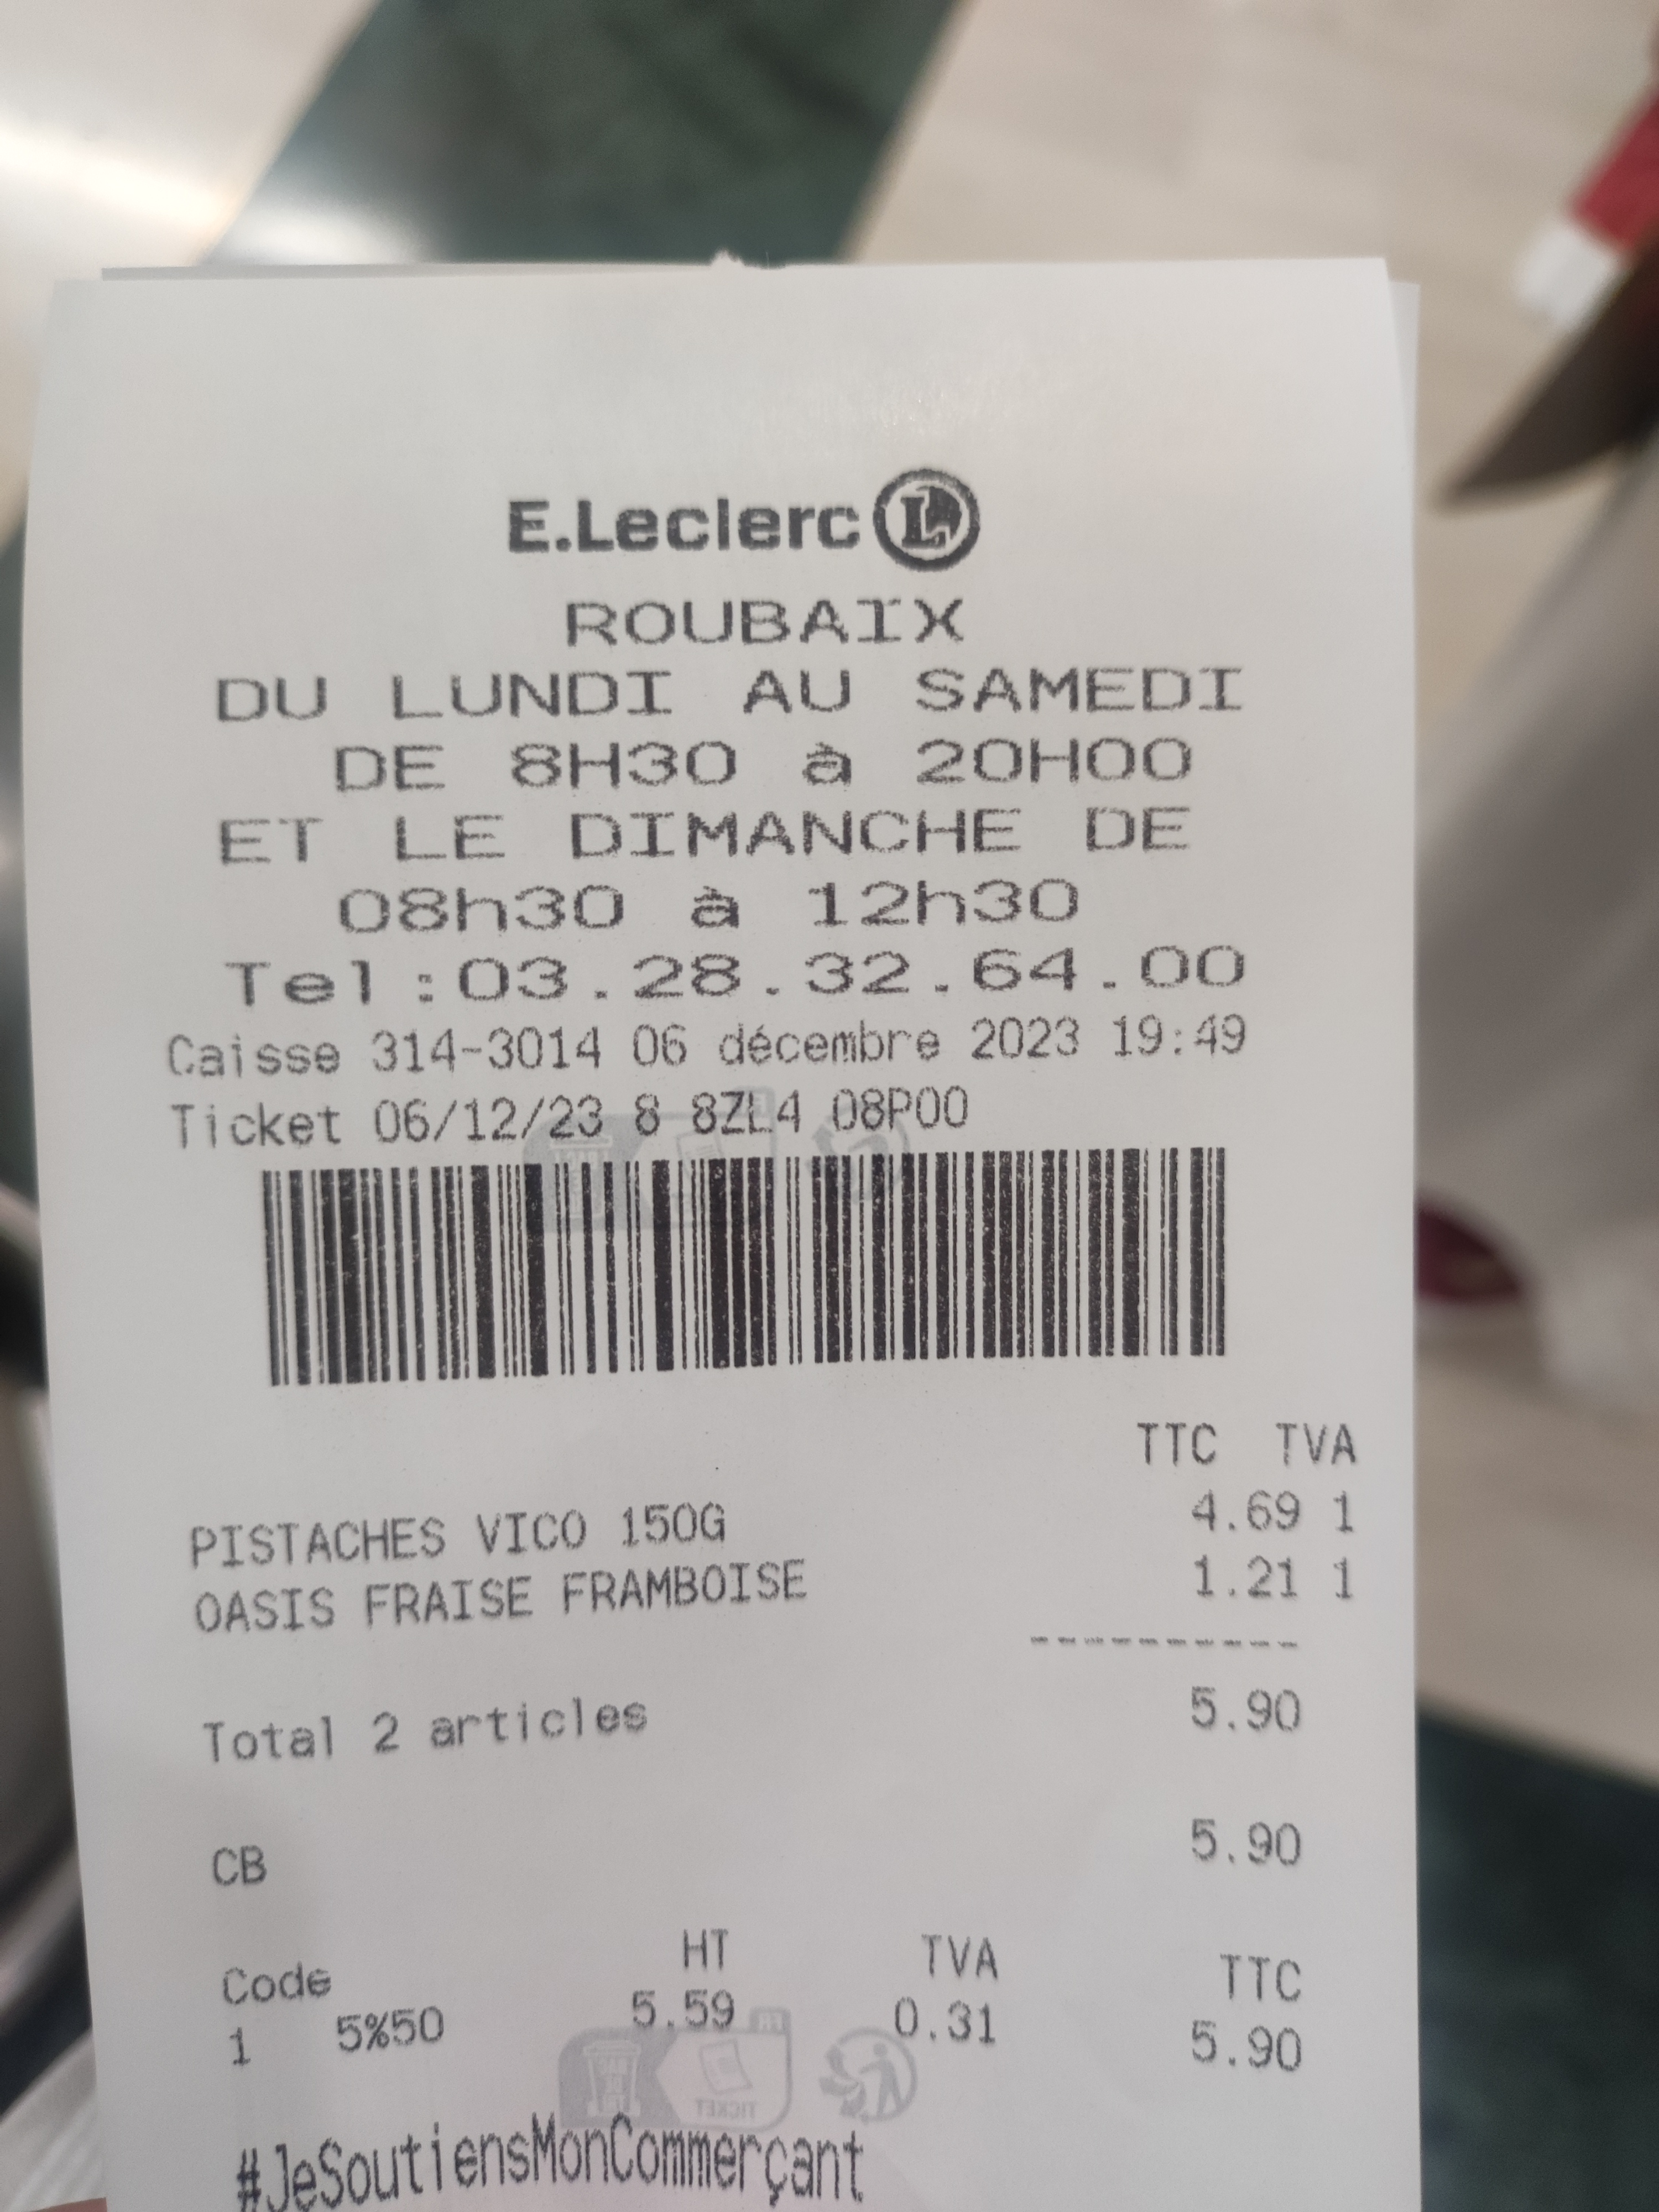 E.Leclerc L
ROUBAIX
DU LUNDI AU SAMEDI
DE 8H30 à 20H00
ET LE DIMANCHE DE
08h30 à 12h30
Tel:03.28.32.64.00
Caisse 314-3014 06 décembre 2023 19:49
Ticket 06/12/23 8 8ZL4 08P00
TTC TVA
PISTACHES VICO 150G 4.69 1
OASIS FRAISE FRAMBOISE 1.21 1
---------
Total 2 articles 5.90
CB 5.90
Code HT TVA TTC
1 5%50 5.59 0.31 5.90
FR
TICKET
#JeSoutiensMonCommerçant